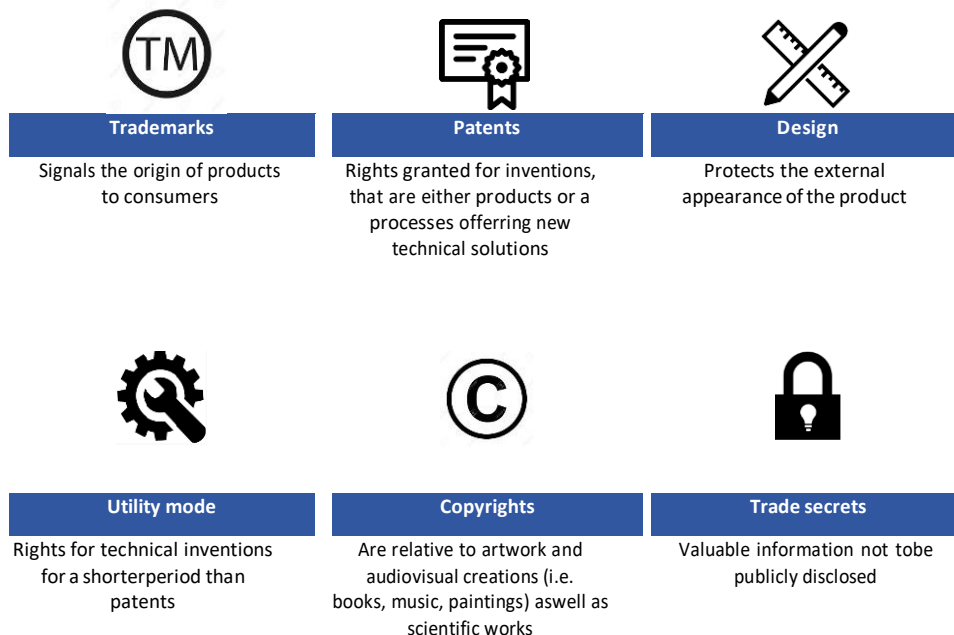 TM
Trademarks
Signals the origin of products
to consumers
Patents
Rights granted for inventions,
that are either products or a
processes offerring new
technical solutions
Design
Protects the external
appearance of the product
Utility mode
Rights for technical inventions
for a shorterperiod than
patents
C
Copyrights
Are relative to artwork and
audiovisual creations (i.e.
books, music, paintings) aswell as
scientific works
Trade secrets
Valuable information not tobe
publicly disclosed